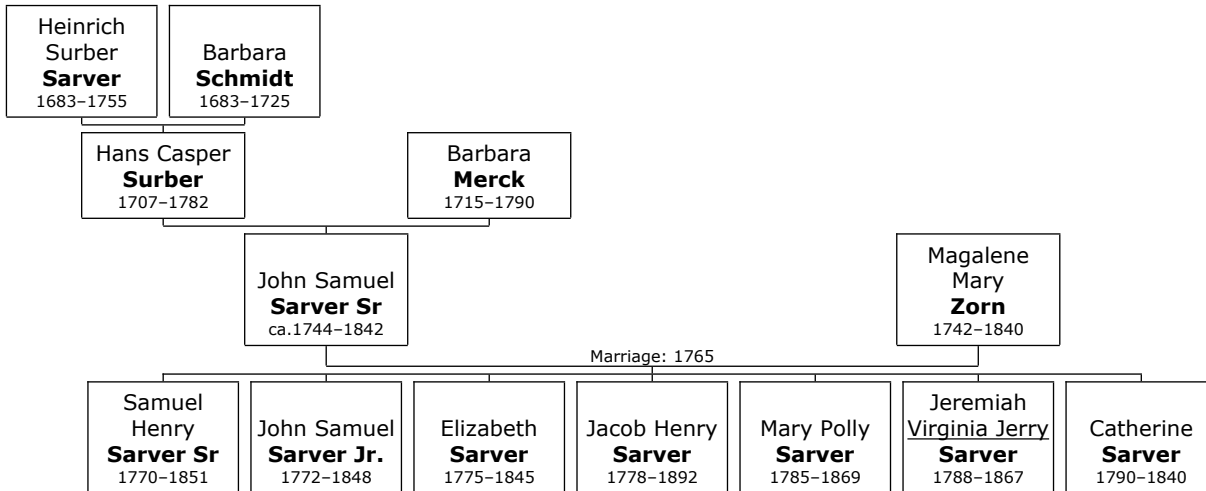 Heinrich
Surber
Sarver
1683–1755
Barbara
Schmidt
1683–1725
Hans Casper
Surber
1707–1782
Barbara
Merck
1715–1790
John Samuel
Sarver Sr
ca.1744–1842
Magalene
Mary
Zorn
1742–1840
Marriage: 1765
Samuel
Henry
Sarver Sr
1770–1851
John Samuel
Sarver Jr.
1772–1848
Elizabeth
Sarver
1775–1845
Jacob Henry
Sarver
1778–1892
Mary Polly
Sarver
1785–1869
Jeremiah
Virginia Jerry
Sarver
1788–1867
Catherine
Sarver
1790–1840